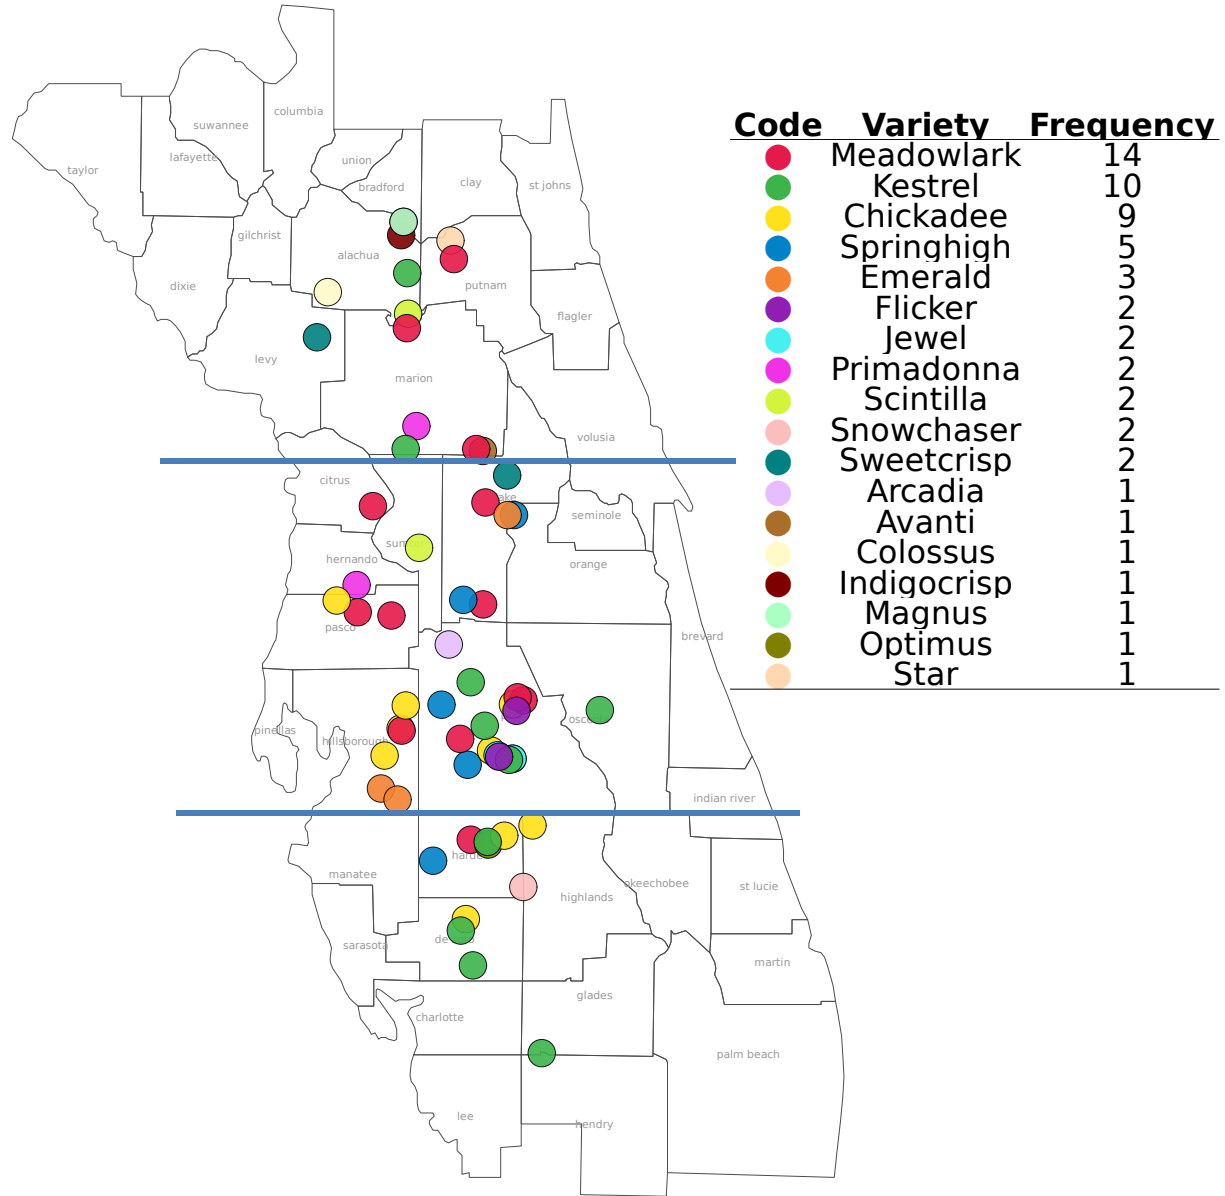 Code Variety Frequency
Meadowlark 14
Kestrel 10
Chickadee 9
Springhigh 5
Emerald 3
Flicker 2
Jewel 2
Primadonna 2
Scintilla 2
Snowchaser 2
Sweetcrisp 2
Arcadia 1
Avanti 1
Colossus 1
Indigocrisp 1
Magnus 1
Optimus 1
Star 1
columbia
suwannee
taylor
lafayette
union
bradford
clay
st johns
gilchrist
alachua
dixie
putnam
flagler
levy
marion
volusia
citrus
seminole
hernando
orange
pasco
brevard
pinellas
hillsborough
indian river
manatee
highlands
okeechobee
st lucie
sarasota
martin
glades
charlotte
palm beach
lee
hendry